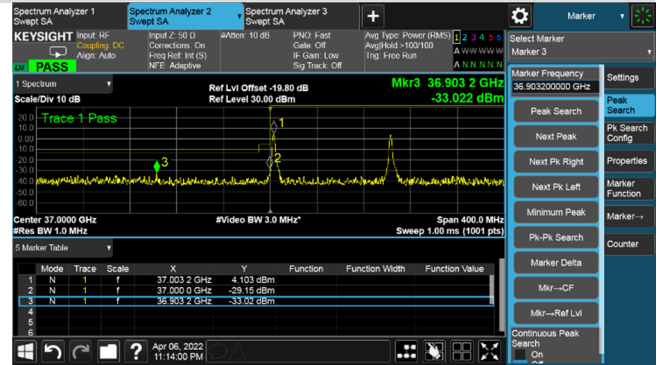 Spectrum Analyzer 1
Swept SA
Spectrum Analyzer 2
Swept SA
Spectrum Analyzer 3
Swept SA
Marker
KEYSIGHT
Input: RF
Coupling: DC
Align: Auto
Input Z: 50 Ω
Corrections: On
Freq Ref: Int (S)
NFE: Adaptive
#Atten: 10 dB
PNO: Fast
Gate: Off
IF Gain: Low
Sig Track: Off
Avg Type: Power (RMS)
Avg|Hold:>100/100
Trig: Free Run
1 2 3 4 5 6
A W W W W W
A N N N N N
LXI
PASS
Select Marker
Marker 3
1 Spectrum
Scale/Div 10 dB
Ref Lvl Offset -19.80 dB
Ref Level 30.00 dBm
Mkr3 36.903 2 GHz
-33.022 dBm
Trace 1 Pass
20.0
10.0
0.00
-10.0
-20.0
-30.0
-40.0
-50.0
-60.0
1
2
3
Center 37.0000 GHz
#Res BW 1.0 MHz
#Video BW 3.0 MHz*
Span 400.0 MHz
Sweep 1.00 ms (1001 pts)
5 Marker Table
Mode Trace Scale X Y Function Function Width Function Value
1 N 1 f 37.003 2 GHz 4.103 dBm
2 N 1 f 37.000 0 GHz -29.15 dBm
3 N 1 f 36.903 2 GHz -33.02 dBm
4
5
6
Apr 06, 2022
11:14:00 PM
Marker Frequency
36.903200000 GHz
Peak Search
Next Peak
Next Pk Right
Next Pk Left
Minimum Peak
Pk-Pk Search
Marker Delta
Mkr→CF
Mkr→Ref Lvl
Continuous Peak
Search
On
Off
Settings
Peak
Search
Pk Search
Config
Properties
Marker
Function
Marker→
Counter